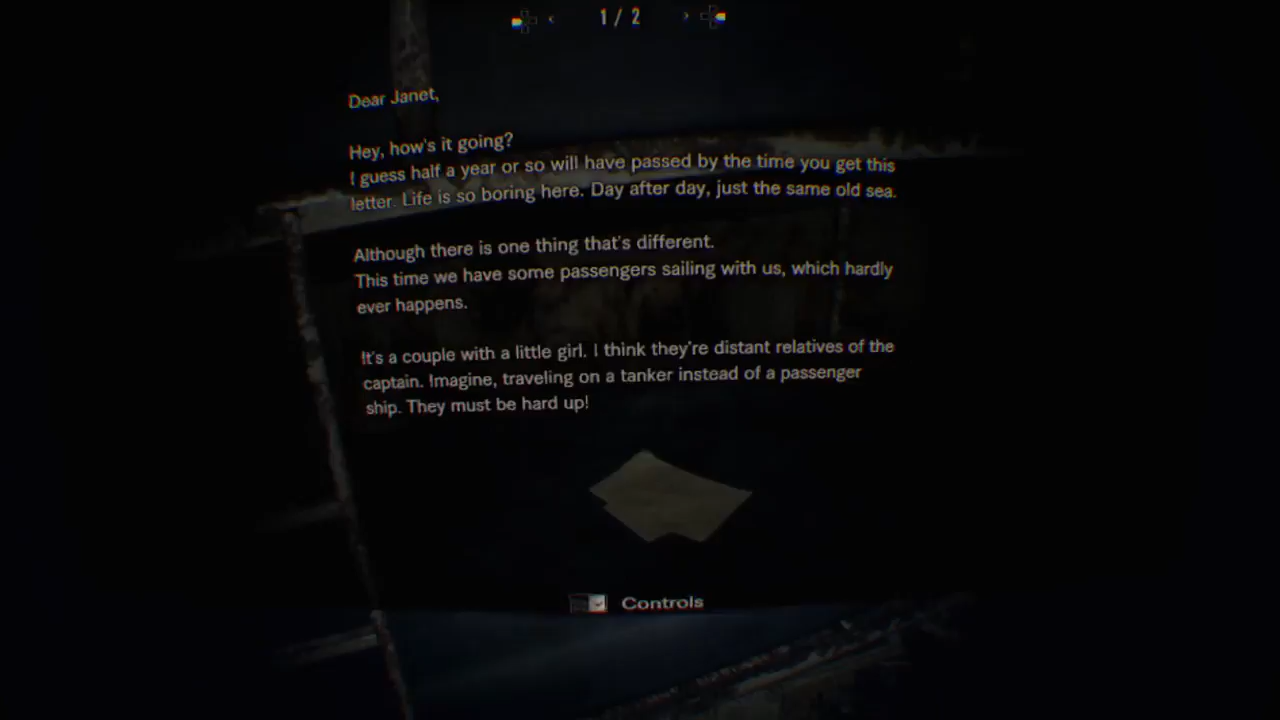 1 / 2
Dear Janet,
Hey, how's it going?
I guess half a year or so will have passed by the time you get this
letter. Life is so boring here. Day after day, just the same old sea.
Although there is one thing that's different.
This time we have some passengers sailing with us, which hardly
ever happens.
It's a couple with a little girl. I think they're distant relatives of the
captain. Imagine, traveling on a tanker instead of a passenger
ship. They must be hard up!
Controls